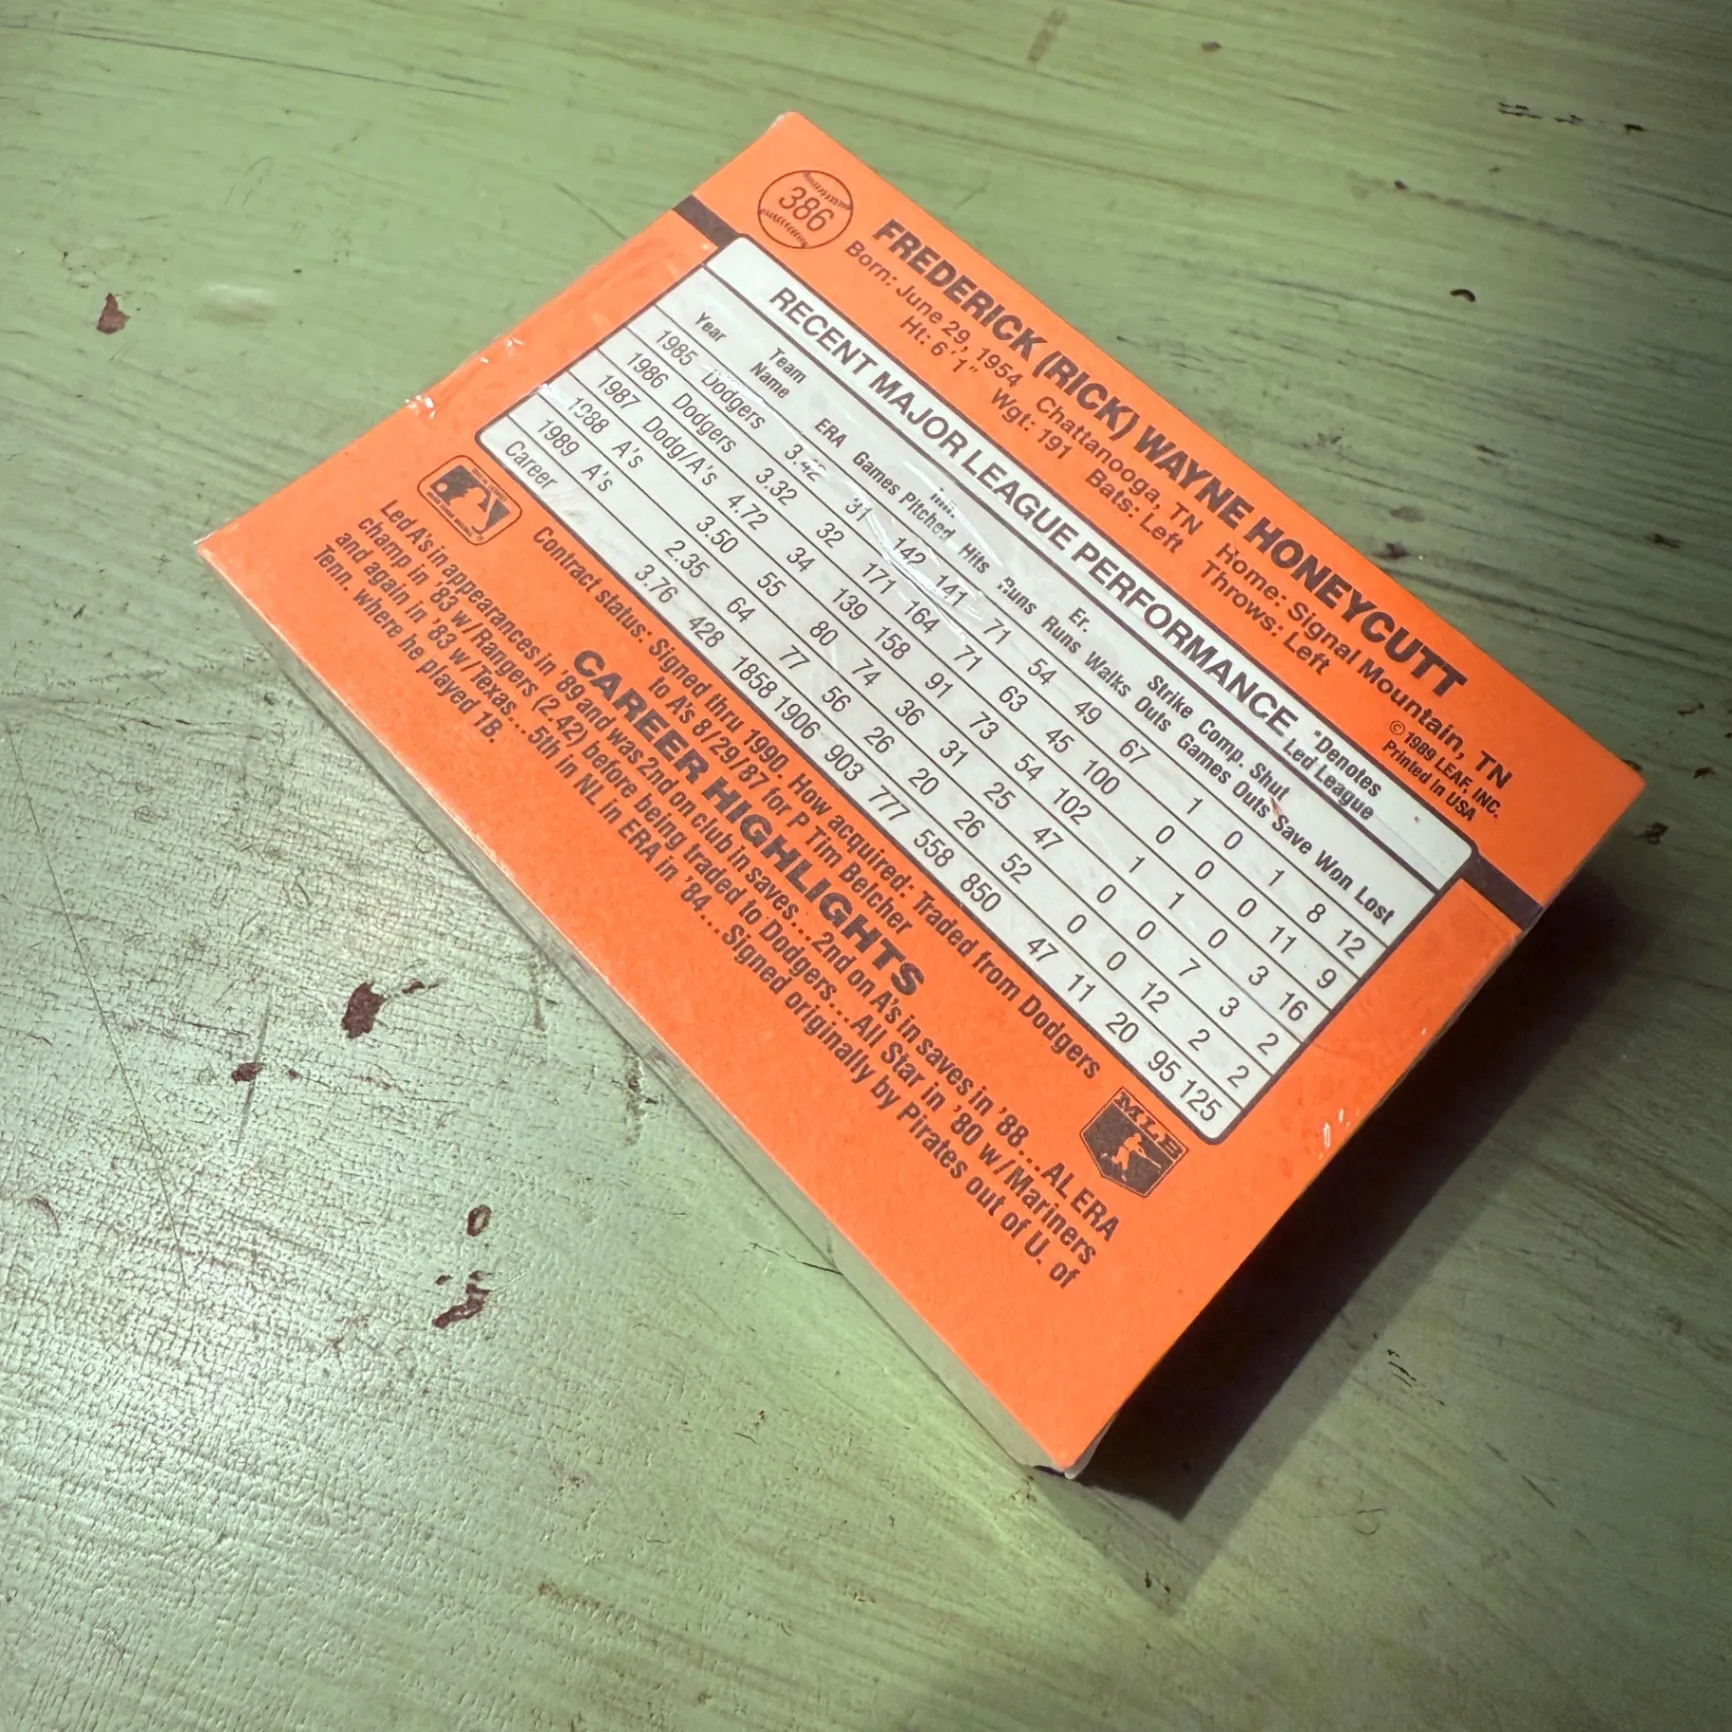 386
FREDERICK (RICK) WAYNE HONEYCUTT
Born: June 29, 1954 Chattanooga, TN Home: Signal Mountain, TN
Ht: 6'1" Wgt: 191 Bats: Left Throws: Left
© 1989 LEAF, INC.
Printed In USA
RECENT MAJOR LEAGUE PERFORMANCE
*Denotes
Led League
Year Team Name ERA Games Inn. Pitched Hits Runs Er. Runs Walks Strike Outs Comp. Games Shut Outs Save Won Lost
1985 Dodgers 3.42 31 142 141 71 54 49 67 1 0 1 8 12
1986 Dodgers 3.32 32 171 164 71 63 45 100 0 0 0 11 9
1987 Dodg/A's 4.72 34 139 158 91 73 54 102 1 1 0 3 16
1988 A's 3.50 55 80 74 36 31 25 47 0 0 7 3 2
1989 A's 2.35 64 77 56 26 20 26 52 0 0 12 2 2
Career 3.76 428 1858 1906 903 777 558 850 47 11 20 95 125
Contract status: Signed thru 1990. How acquired: Traded from Dodgers
to A's 8/29/87 for P Tim Belcher
MLB
CAREER HIGHLIGHTS
Led A's in appearances in '89 and was 2nd on club in saves...2nd on A's in saves in '88...AL ERA
champ in '83 w/Rangers (2.42) before being traded to Dodgers...All Star in '80 w/Mariners
and again in '83 w/Texas...5th in NL in ERA in '84...Signed originally by Pirates out of U. of
Tenn. where he played 1B.